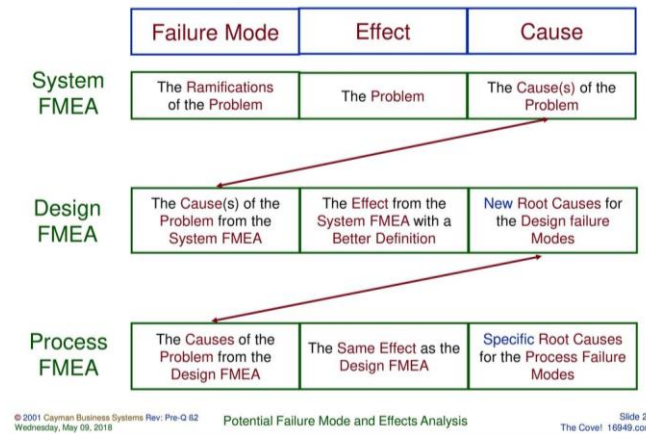 Failure Mode Effect Cause
System
FMEA
The Ramifications
of the Problem
The Problem
The Cause(s) of the
Problem
Design
FMEA
The Cause(s) of the
Problem from the
System FMEA
The Effect from the
System FMEA with a
Better Definition
New Root Causes for
the Design failure
Modes
Process
FMEA
The Causes of the
Problem from the
Design FMEA
The Same Effect as the
Design FMEA
Specific Root Causes
for the Process Failure
Modes
© 2001 Cayman Business Systems Rev: Pre-Q 62
Wednesday, May 09, 2018
Potential Failure Mode and Effects Analysis
Slide 2
The Cove! 16949.co